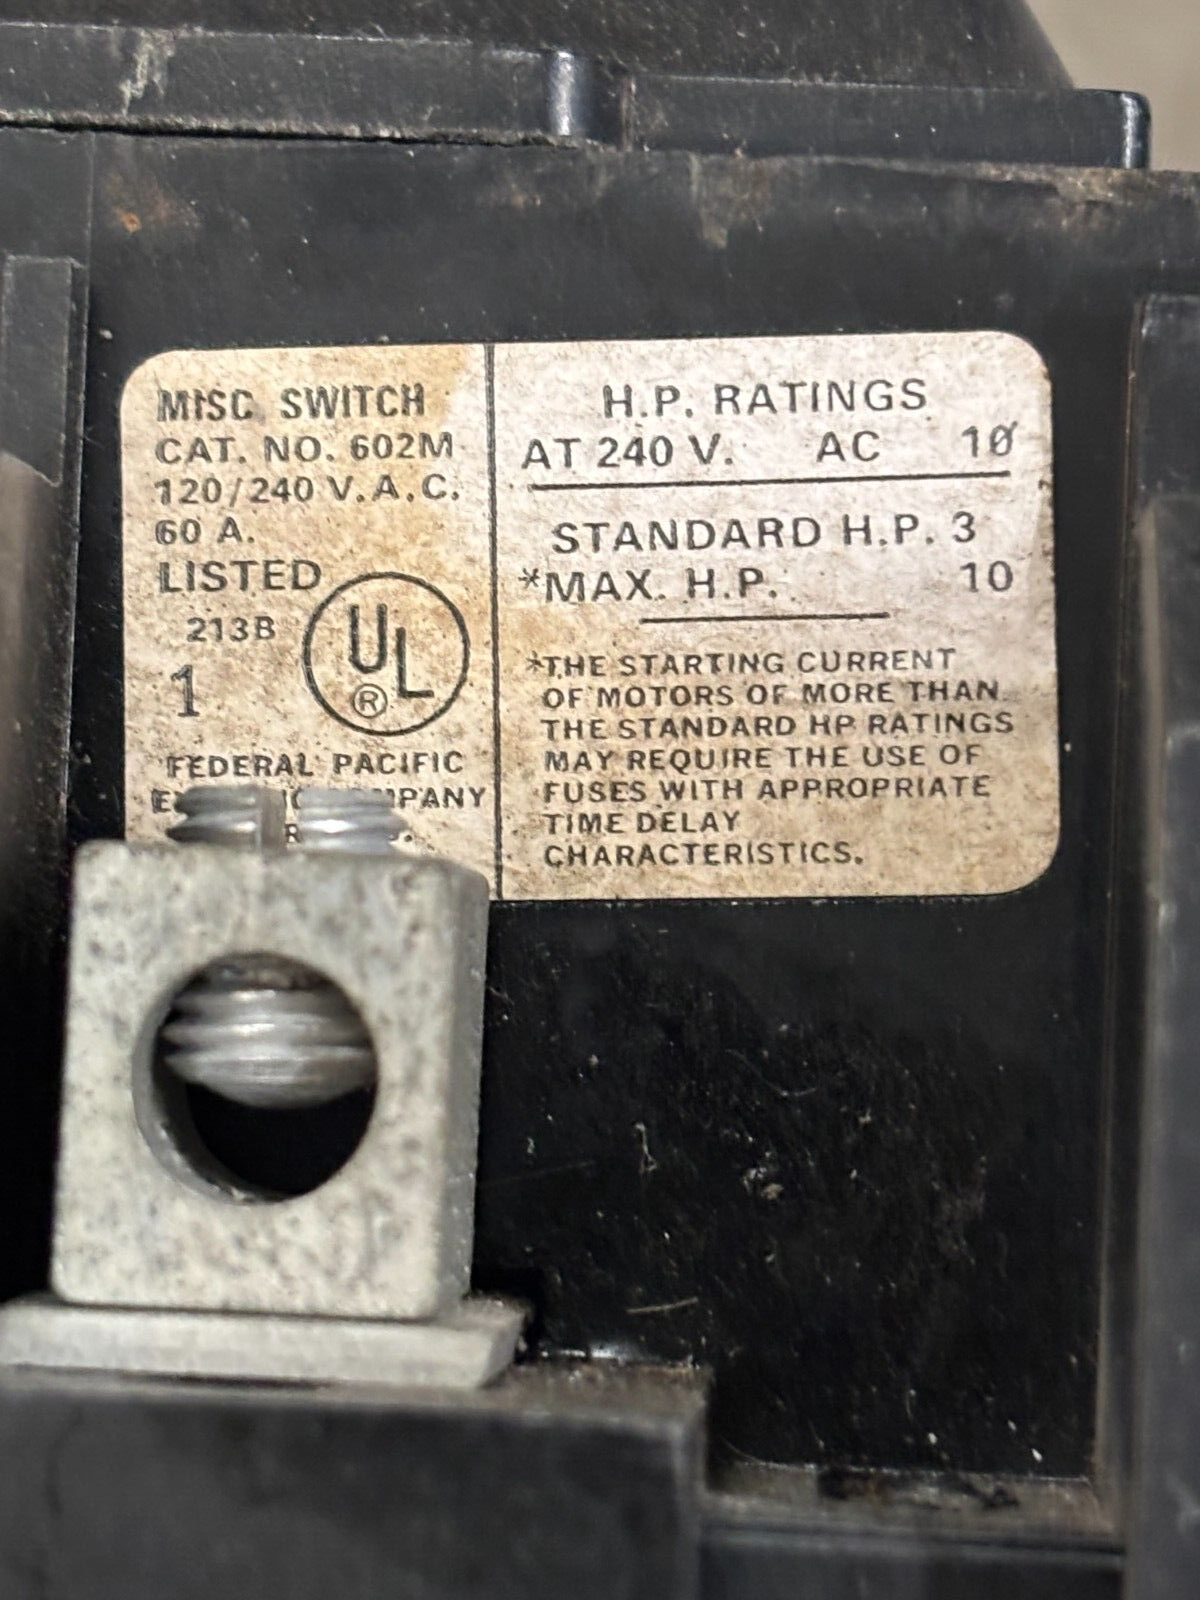 MISC. SWITCH
CAT. NO. 602M
120/240 V.A.C.
60 A.
LISTED
213B
1
UL
®
FEDERAL PACIFIC
H.P. RATINGS
AT 240 V. AC 1Ø
STANDARD H.P. 3
*MAX. H.P. 10
*THE STARTING CURRENT
OF MOTORS OF MORE THAN
THE STANDARD HP RATINGS
MAY REQUIRE THE USE OF
FUSES WITH APPROPRIATE
TIME DELAY
CHARACTERISTICS.